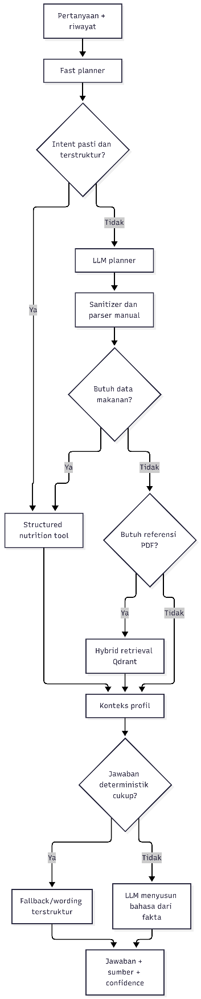 Pertanyaan +
riwayat
Fast planner
Intent pasti dan
terstruktur?
Tidak
LLM planner
Sanitizer dan
parser manual
Ya
Butuh data
makanan?
Ya
Tidak
Structured
nutrition tool
Butuh referensi
PDF?
Ya
Tidak
Hybrid retrieval
Qdrant
Konteks profil
Jawaban
deterministik
cukup?
Ya
Tidak
Fallback/wording
terstruktur
LLM menyusun
bahasa dari
fakta
Jawaban +
sumber +
confidence